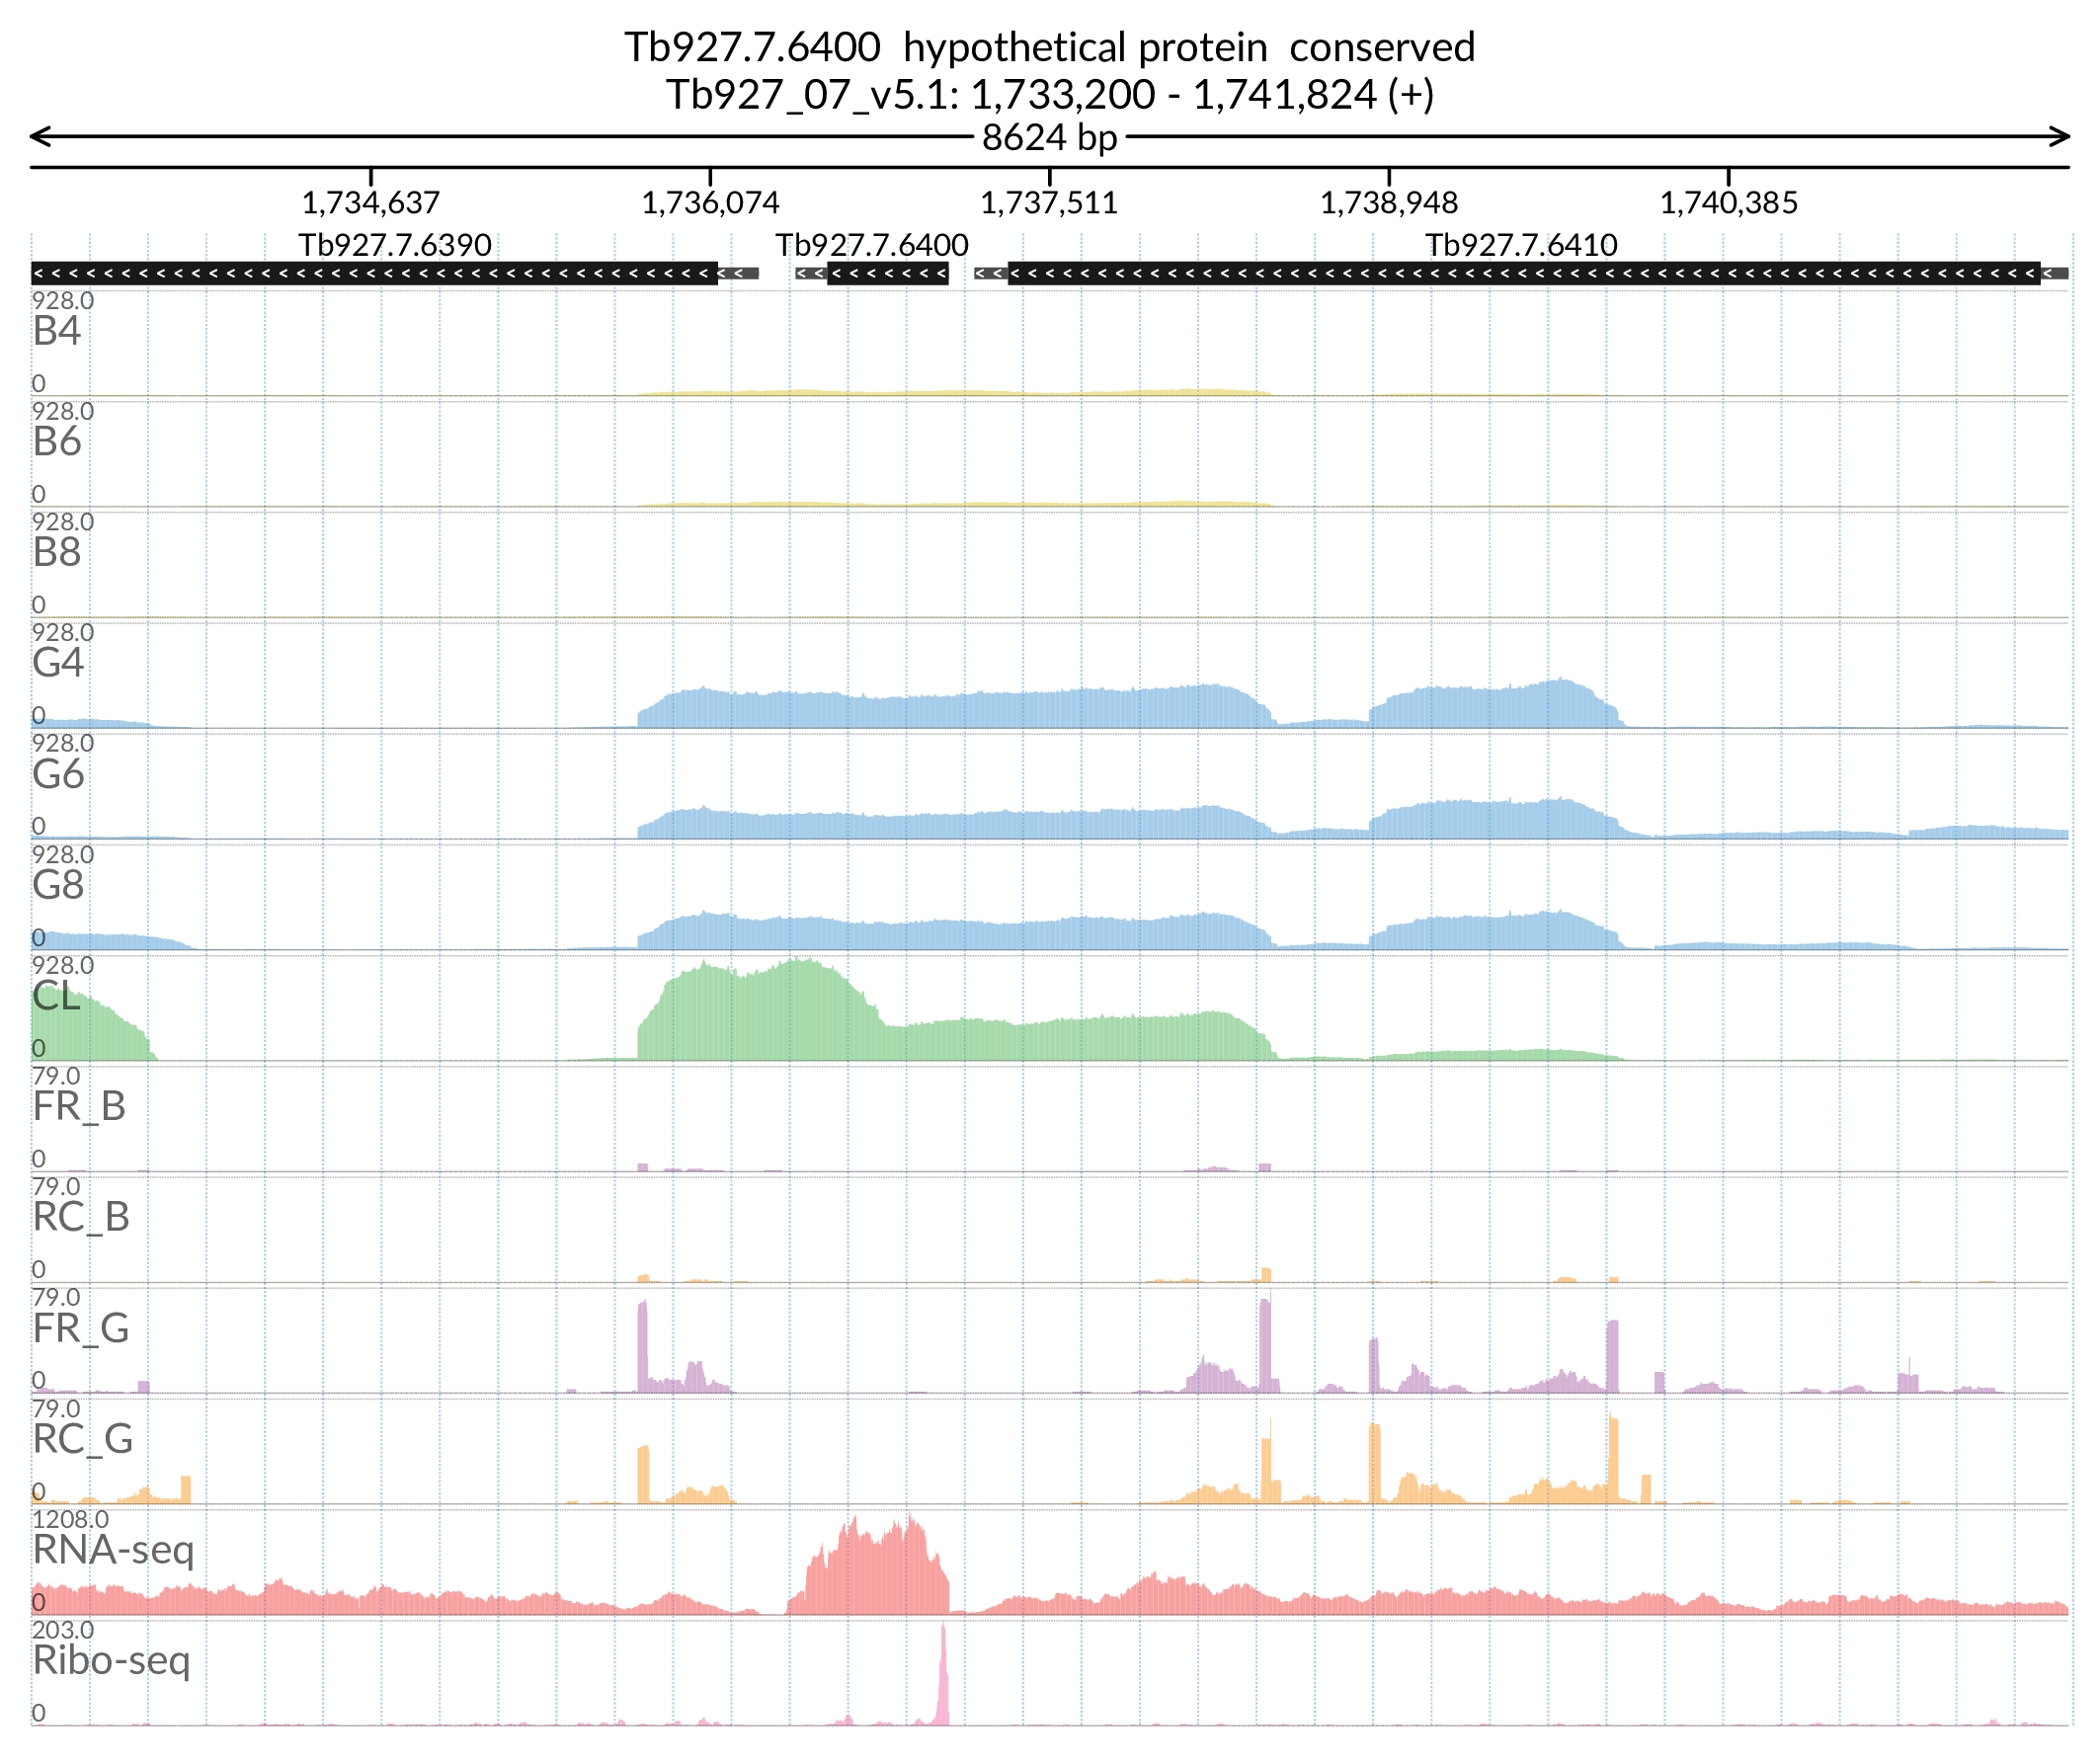 Tb927.7.6400 hypothetical protein conserved
Tb927_07_v5.1: 1,733,200 - 1,741,824 (+)
8624 bp
1,734,637 1,736,074 1,737,511 1,738,948 1,740,385
Tb927.7.6390 Tb927.7.6400 Tb927.7.6410
928.0
B4
0
928.0
B6
0
928.0
B8
0
928.0
G4
0
928.0
G6
0
928.0
G8
0
928.0
CL
0
79.0
FR_B
0
79.0
RC_B
0
79.0
FR_G
0
79.0
RC_G
0
1208.0
RNA-seq
0
203.0
Ribo-seq
0